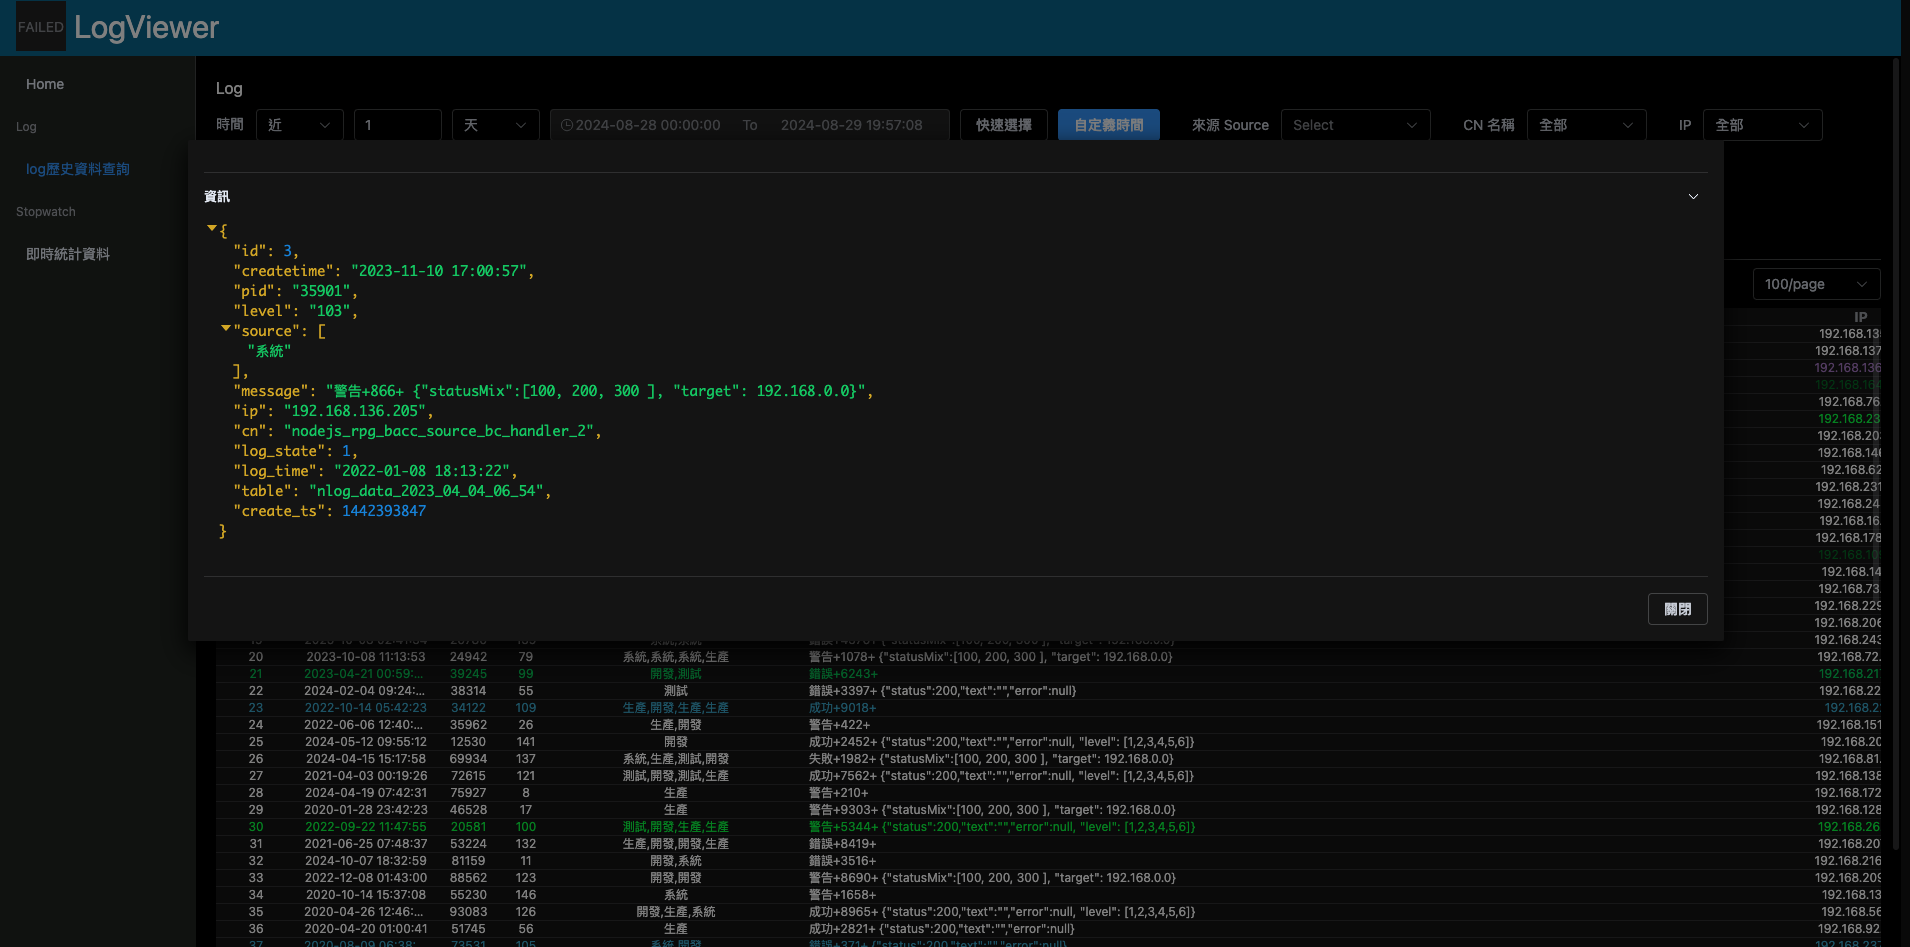 FAILED LogViewer
Home
Log
log歷史資料查詢
Stopwatch
即時統計資料
Log
時間 近 1 天 2024-08-28 00:00:00 To 2024-08-29 19:57:08 快速選擇 自定義時間 來源 Source Select CN 名稱 全部 IP 全部
資訊
{
"id": 3,
"createtime": "2023-11-10 17:00:57",
"pid": "35901",
"level": "103",
"source": [
"系統"
],
"message": "警告+866+ {"statusMix":[100, 200, 300 ], "target": 192.168.0.0}",
"ip": "192.168.136.205",
"cn": "nodejs_rpg_bacc_source_bc_handler_2",
"log_state": 1,
"log_time": "2022-01-08 18:13:22",
"table": "nlog_data_2023_04_04_06_54",
"create_ts": 1442393847
}
關閉
100/page
IP
192.168.13
192.168.137
192.168.136
192.168.16
192.168.76
192.168.23
192.168.20
192.168.14
192.168.62
192.168.231
192.168.24
192.168.16
192.168.178
192.168.10
192.168.14
192.168.73.
192.168.229
192.168.206
192.168.243
20 2023-10-08 11:13:53 24942 79 系統,系統,系統,生產 警告+1078+ {"statusMix":[100, 200, 300 ], "target": 192.168.0.0} 192.168.72.
21 2023-04-21 00:59:... 39245 99 開發,測試 錯誤+6243+ 192.168.21
22 2024-02-04 09:24:... 38314 55 測試 錯誤+3397+ {"status":200,"text":"","error":null} 192.168.22
23 2022-10-14 05:42:23 34122 109 生產,開發,生產,生產 成功+9018+ 192.168.2
24 2022-06-06 12:40:... 35962 26 生產,開發 警告+422+ 192.168.151
25 2024-05-12 09:55:12 12530 141 開發 成功+2452+ {"status":200,"text":"","error":null, "level": [1,2,3,4,5,6]} 192.168.20
26 2024-04-15 15:17:58 69934 137 系統,生產,測試,開發 失敗+1982+ {"statusMix":[100, 200, 300 ], "target": 192.168.0.0} 192.168.81.
27 2021-04-03 00:19:26 72615 121 測試,開發,測試,生產 成功+7562+ {"status":200,"text":"","error":null, "level": [1,2,3,4,5,6]} 192.168.138
28 2024-04-19 07:42:31 75927 8 生產 警告+210+ 192.168.172
29 2020-01-28 23:42:23 46528 17 生產 警告+9303+ {"statusMix":[100, 200, 300 ], "target": 192.168.0.0} 192.168.128
30 2022-09-22 11:47:55 20581 100 測試,開發,生產,生產 警告+5344+ {"status":200,"text":"","error":null, "level": [1,2,3,4,5,6]} 192.168.26
31 2021-06-25 07:48:37 53224 132 生產,開發,開發,生產 錯誤+8419+ 192.168.20
32 2024-10-07 18:32:59 81159 11 開發,系統 錯誤+3516+ 192.168.216
33 2022-12-08 01:43:00 88562 123 開發,開發 警告+8690+ {"statusMix":[100, 200, 300 ], "target": 192.168.0.0} 192.168.209
34 2020-10-14 15:37:08 55230 146 系統 警告+1658+ 192.168.13
35 2020-04-26 12:46:... 93083 126 開發,生產,系統 成功+8965+ {"status":200,"text":"","error":null, "level": [1,2,3,4,5,6]} 192.168.56
36 2020-04-20 01:00:41 51745 56 生產 成功+2821+ {"status":200,"text":"","error":null} 192.168.92
37 2020-08-09 06:38: 73531 105 系統,開發 錯誤+371+ {"status":200,"text":"","error":null} 192.168.23